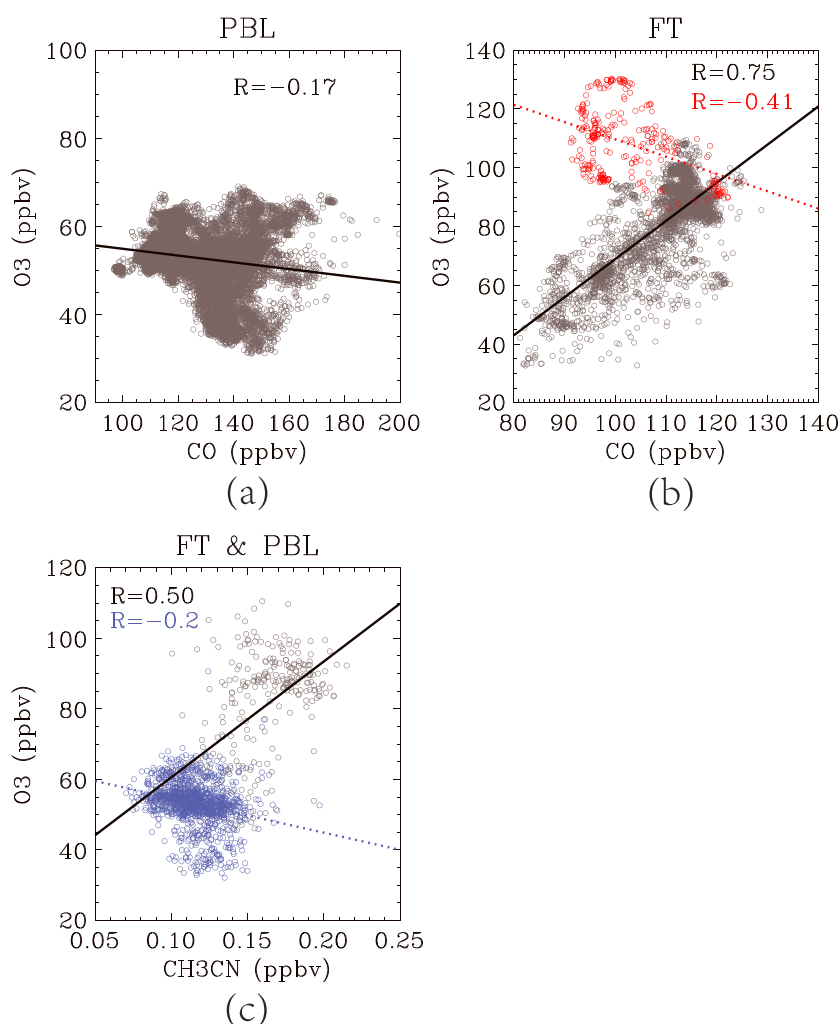 PBL
R=-0.17
100
80
60
40
20
O3 (ppbv)
100 120 140 160 180 200
CO (ppbv)
(a)
FT
R=0.75
R=-0.41
140
120
100
80
60
40
20
O3 (ppbv)
80 90 100 110 120 130 140
CO (ppbv)
(b)
FT & PBL
R=0.50
R=-0.2
120
100
80
60
40
20
O3 (ppbv)
0.05 0.10 0.15 0.20 0.25
CH3CN (ppbv)
(c)